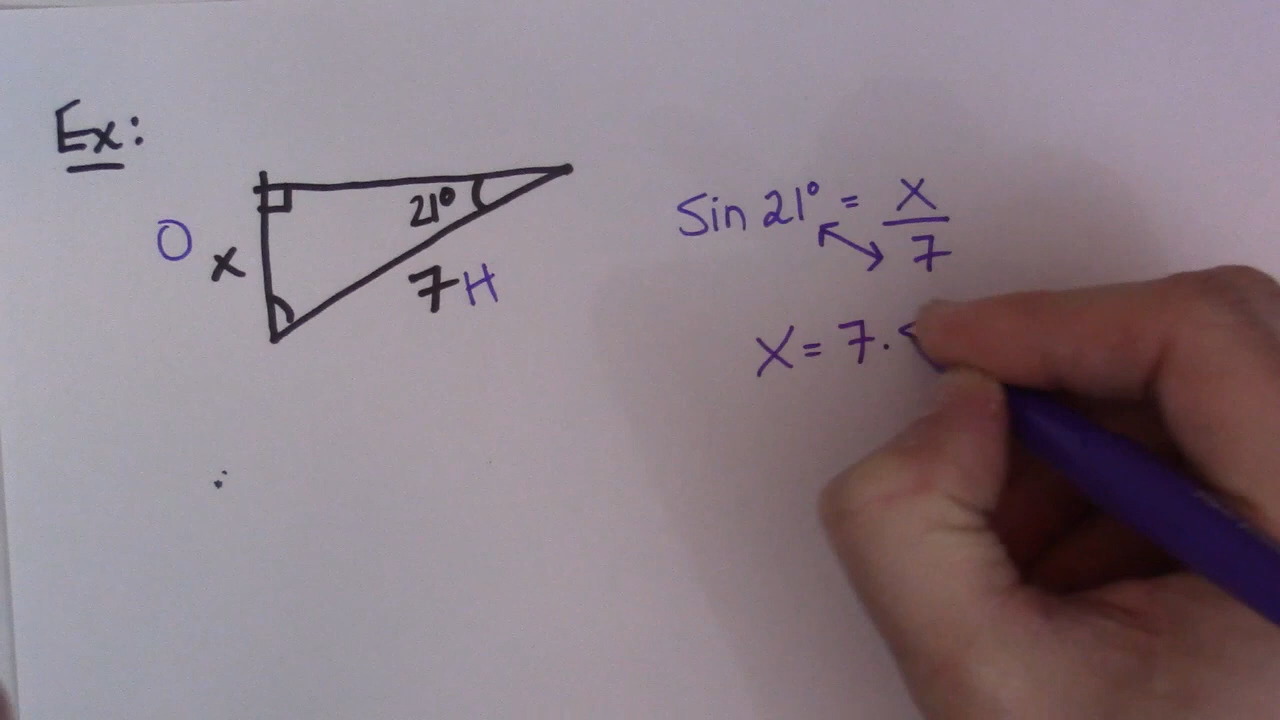 Ex:
21°
O x
7 H
Sin 21° = x
7
x = 7 .